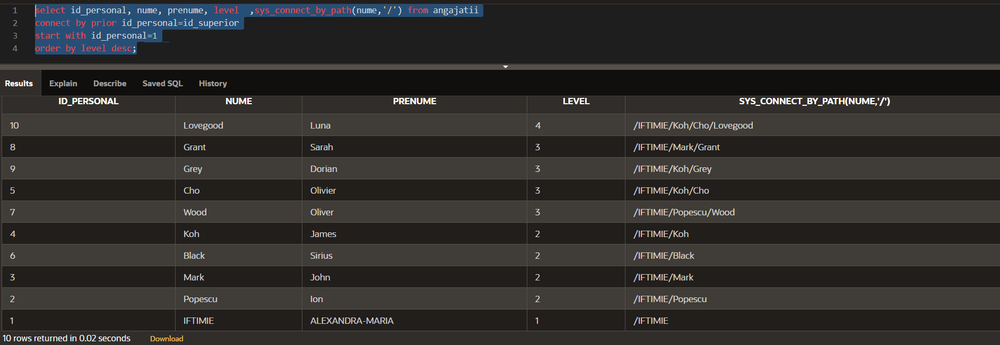 1 select id_personal, nume, prenume, level  ,sys_connect_by_path(nume,'/') from angajatii
2 connect by prior id_personal=id_superior
3 start with id_personal=1
4 order by level desc;
Results Explain Describe Saved SQL History
ID_PERSONAL NUME PRENUME LEVEL SYS_CONNECT_BY_PATH(NUME,'/')
10 Lovegood Luna 4 /IFTIMIE/Koh/Cho/Lovegood
8 Grant Sarah 3 /IFTIMIE/Mark/Grant
9 Grey Dorian 3 /IFTIMIE/Koh/Grey
5 Cho Olivier 3 /IFTIMIE/Koh/Cho
7 Wood Oliver 3 /IFTIMIE/Popescu/Wood
4 Koh James 2 /IFTIMIE/Koh
6 Black Sirius 2 /IFTIMIE/Black
3 Mark John 2 /IFTIMIE/Mark
2 Popescu Ion 2 /IFTIMIE/Popescu
1 IFTIMIE ALEXANDRA-MARIA 1 /IFTIMIE
10 rows returned in 0.02 seconds Download